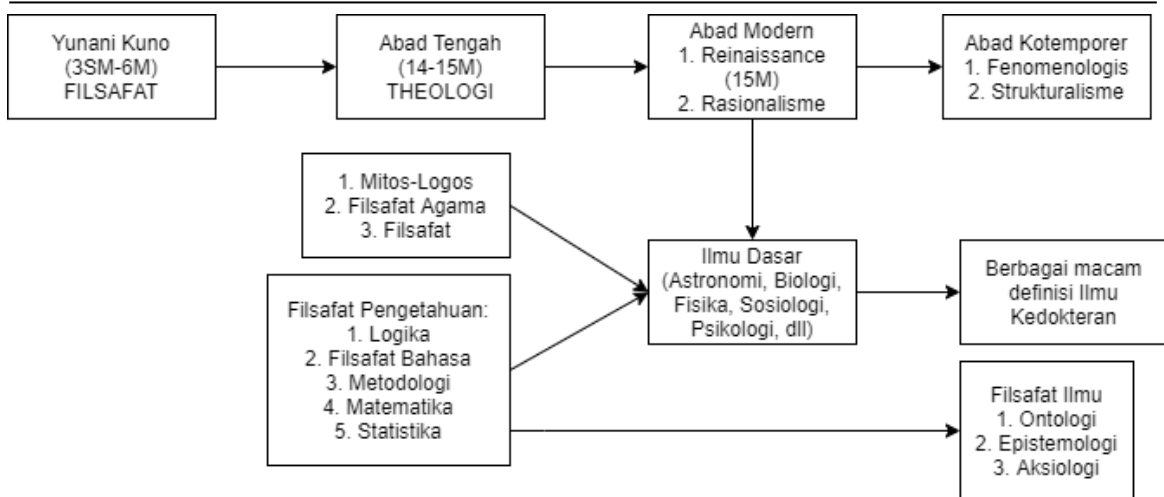 Yunani Kuno
(3SM-6M)
FILSAFAT
Abad Tengah
(14-15M)
THEOLOGI
Abad Modern
1. Reinaissance
(15M)
2. Rasionalisme
Abad Kotemporer
1. Fenomenologis
2. Strukturalisme
1. Mitos-Logos
2. Filsafat Agama
3. Filsafat
Ilmu Dasar
(Astronomi, Biologi,
Fisika, Sosiologi,
Psikologi, dll)
Berbagai macam
definisi Ilmu
Kedokteran
Filsafat Pengetahuan:
1. Logika
2. Filsafat Bahasa
3. Metodologi
4. Matematika
5. Statistika
Filsafat Ilmu
1. Ontologi
2. Epistemologi
3. Aksiologi